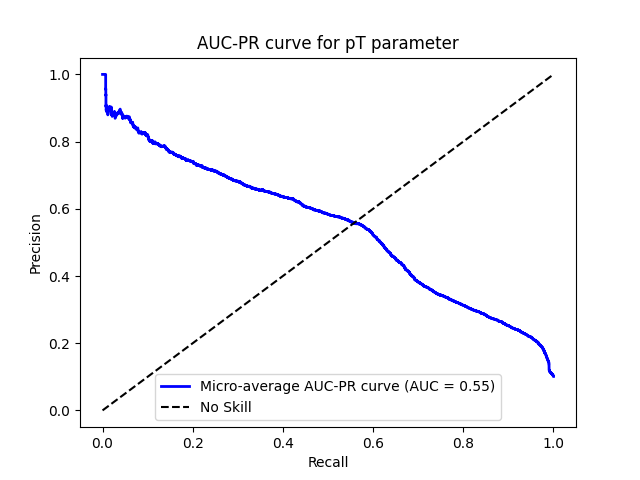 AUC-PR curve for pT parameter
1.0
0.8
0.6
0.4
0.2
0.0
Precision
Micro-average AUC-PR curve (AUC = 0.55)
No Skill
0.0 0.2 0.4 0.6 0.8 1.0
Recall